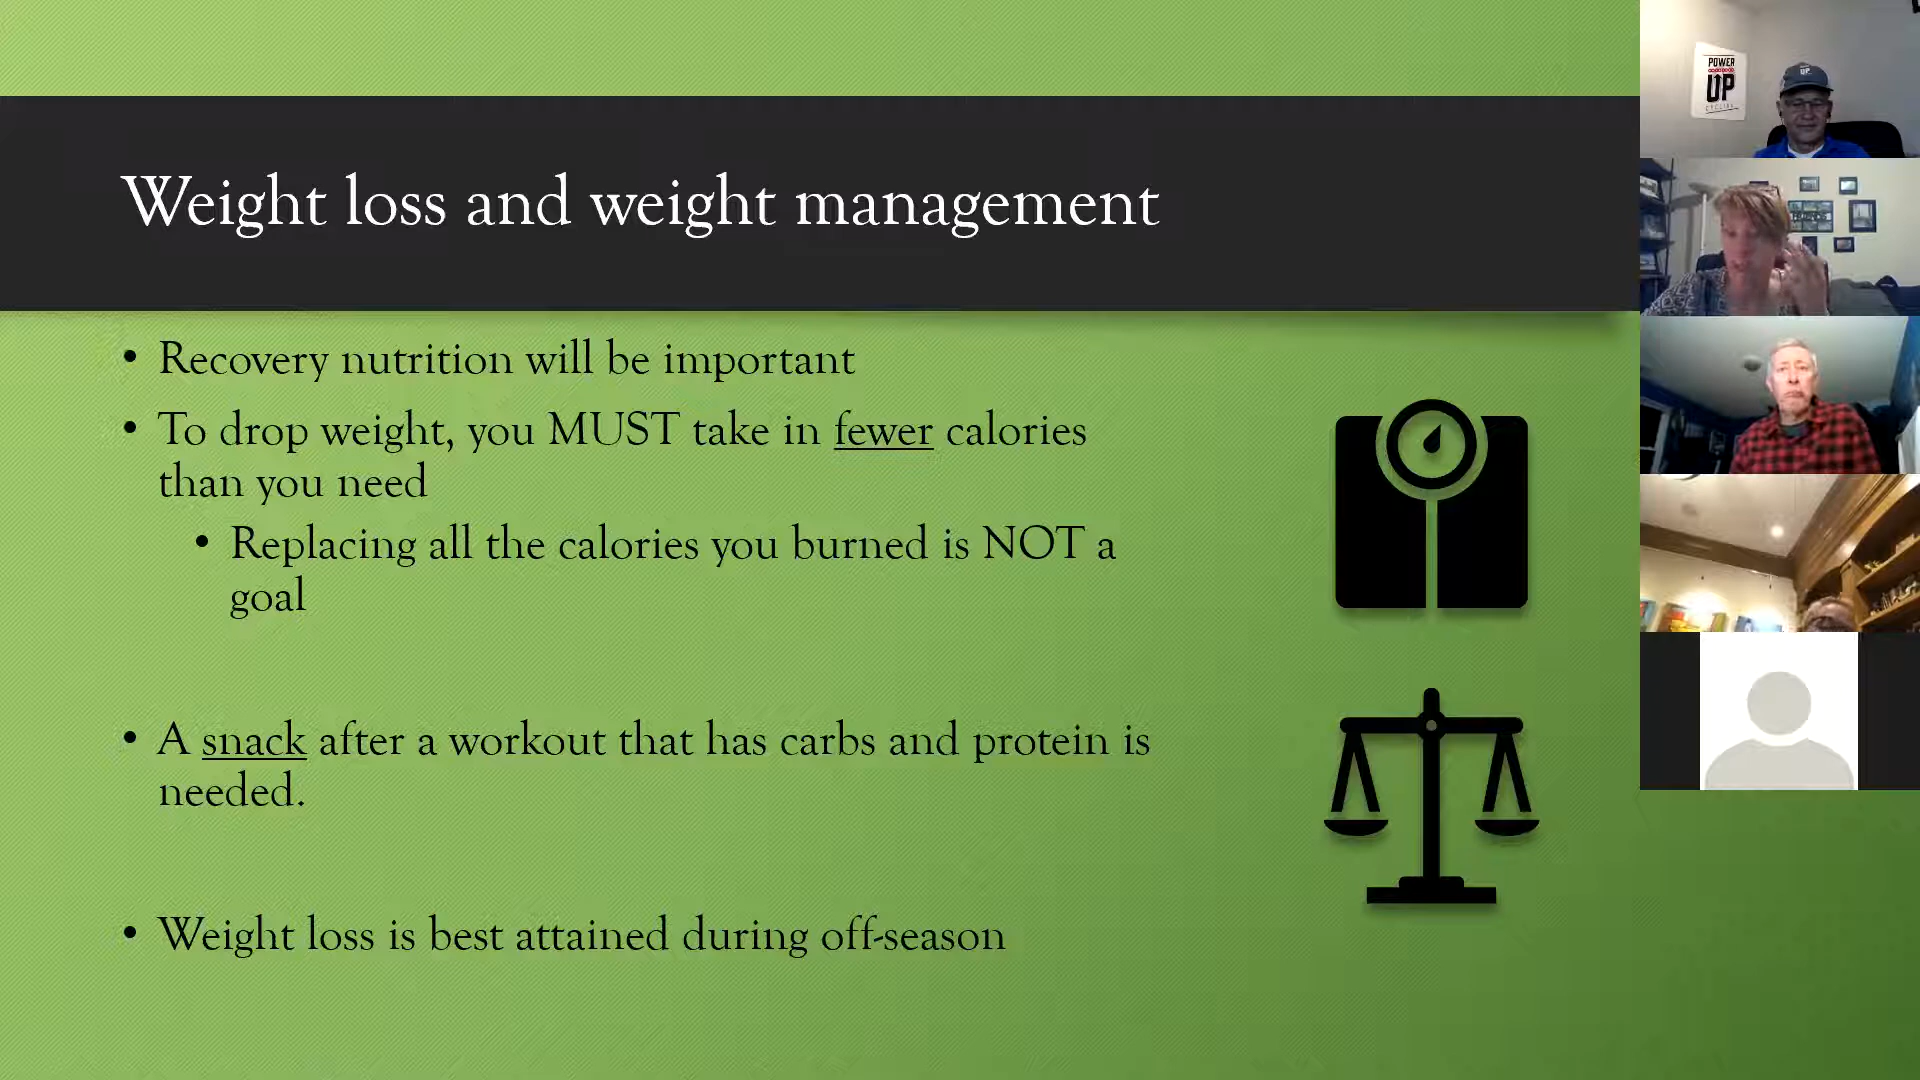 Weight loss and weight management
• Recovery nutrition will be important
• To drop weight, you MUST take in fewer calories
than you need
• Replacing all the calories you burned is NOT a
goal
• A snack after a workout that has carbs and protein is
needed.
• Weight loss is best attained during off-season
POWER
UP
CYCLING
UP